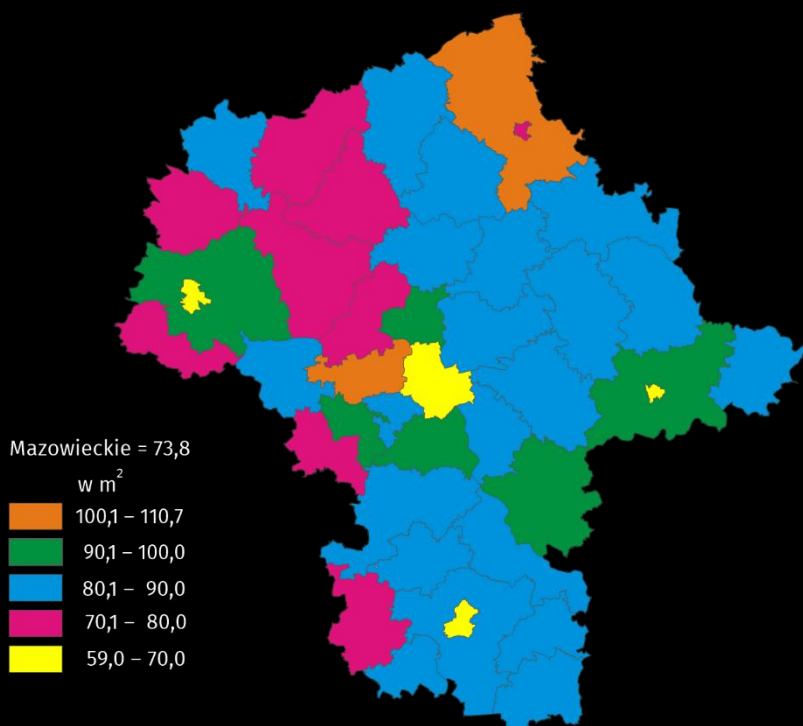 Mazowieckie = 73,8
w m²
100,1 – 110,7
90,1 – 100,0
80,1 – 90,0
70,1 – 80,0
59,0 – 70,0